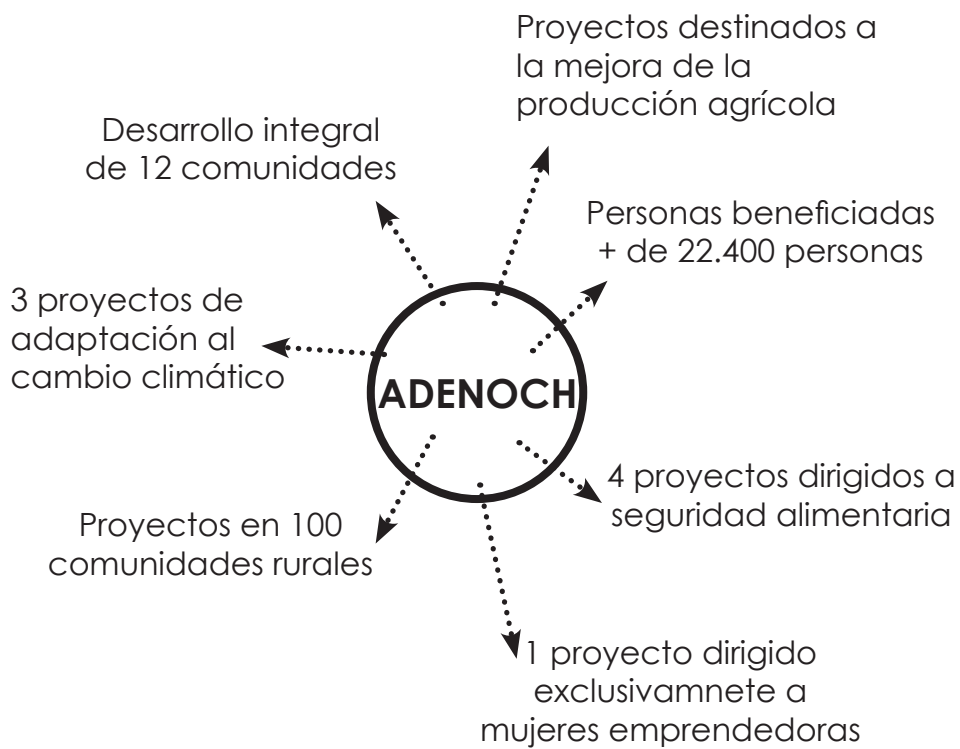 Proyectos destinados a
la mejora de la
producción agrícola
Desarrollo integral
de 12 comunidades
Personas beneficiadas
+ de 22.400 personas
3 proyectos de
adaptación al
cambio climático
ADENOCH
4 proyectos dirigidos a
seguridad alimentaria
Proyectos en 100
comunidades rurales
1 proyecto dirigido
exclusivamnete a
mujeres emprendedoras